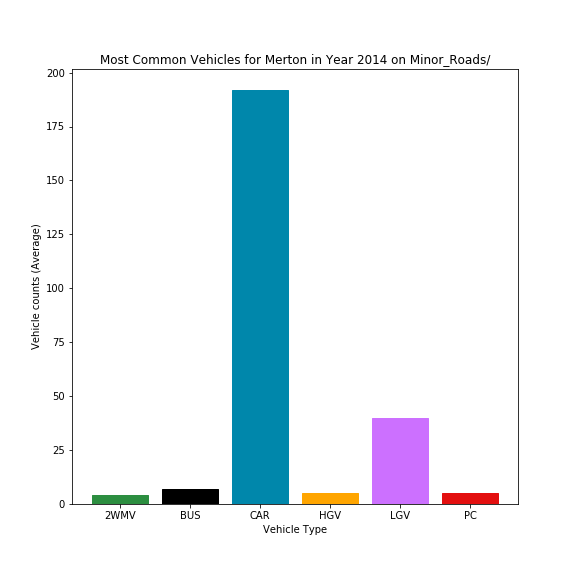 Most Common Vehicles for Merton in Year 2014 on Minor_Roads/
200
175
150
125
100
75
50
25
0
Vehicle counts (Average)
2WMV BUS CAR HGV LGV PC
Vehicle Type